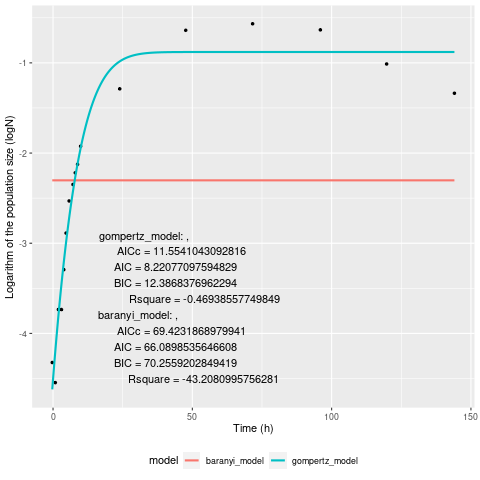 -1
-2
-3
-4
Logarithm of the population size (logN)
gompertz_model: ,
AICc = 11.5541043092816
AIC = 8.22077097594829
BIC = 12.3868376962294
Rsquare = -0.46938557749849
baranyi_model: ,
AICc = 69.4231868979941
AIC = 66.0898535646608
BIC = 70.2559202849419
Rsquare = -43.2080995756281
0 50 100 150
Time (h)
model baranyi_model gompertz_model